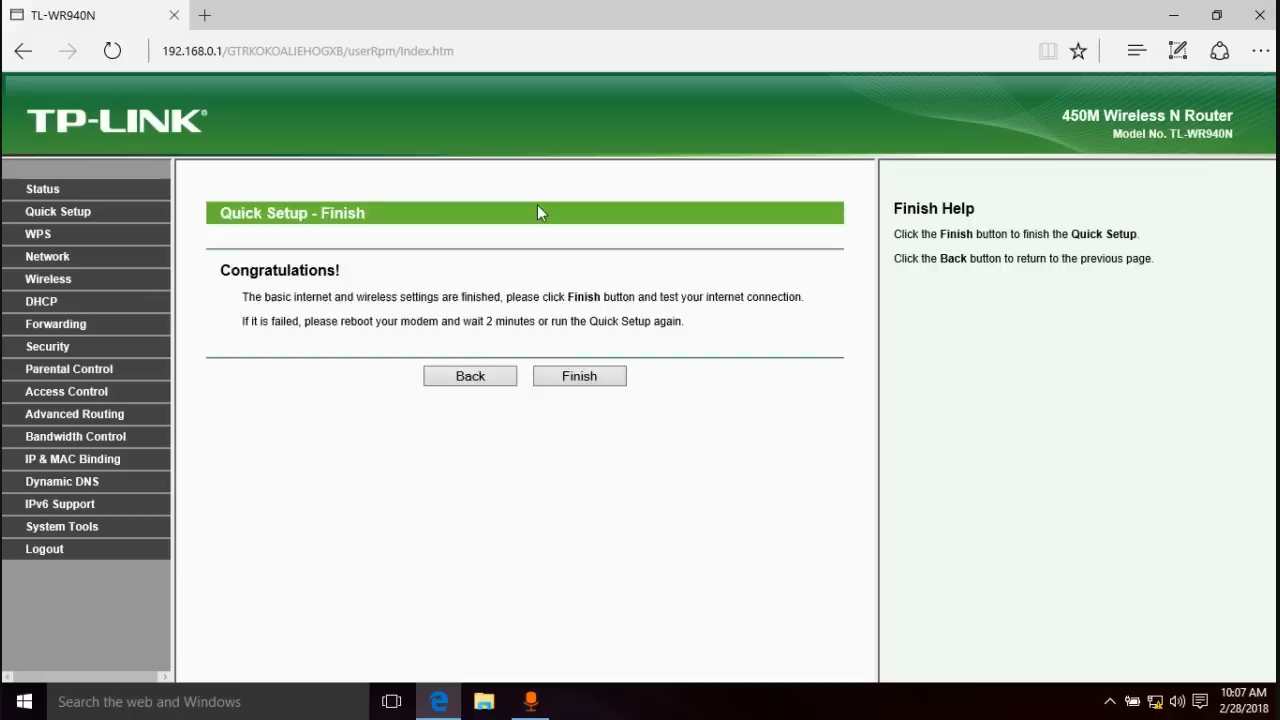 TL-WR940N
192.168.0.1/GTRKOKOALIEHOGXB/userRpm/Index.htm
TP-LINK®
450M Wireless N Router
Model No. TL-WR940N
Status
Quick Setup
WPS
Network
Wireless
DHCP
Forwarding
Security
Parental Control
Access Control
Advanced Routing
Bandwidth Control
IP & MAC Binding
Dynamic DNS
IPv6 Support
System Tools
Logout
Quick Setup - Finish
Congratulations!
The basic internet and wireless settings are finished, please click Finish button and test your internet connection.
If it is failed, please reboot your modem and wait 2 minutes or run the Quick Setup again.
Back
Finish
Finish Help
Click the Finish button to finish the Quick Setup.
Click the Back button to return to the previous page.
Search the web and Windows
10:07 AM
2/28/2018